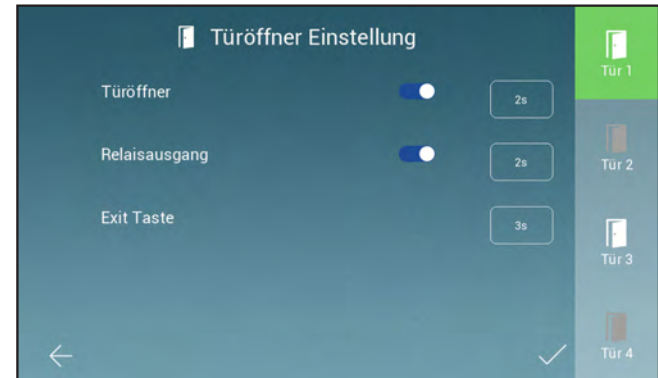 Türöffner Einstellung
Türöffner
2s
Relaisausgang
2s
Exit Taste
3s
Tür 1
Tür 2
Tür 3
Tür 4